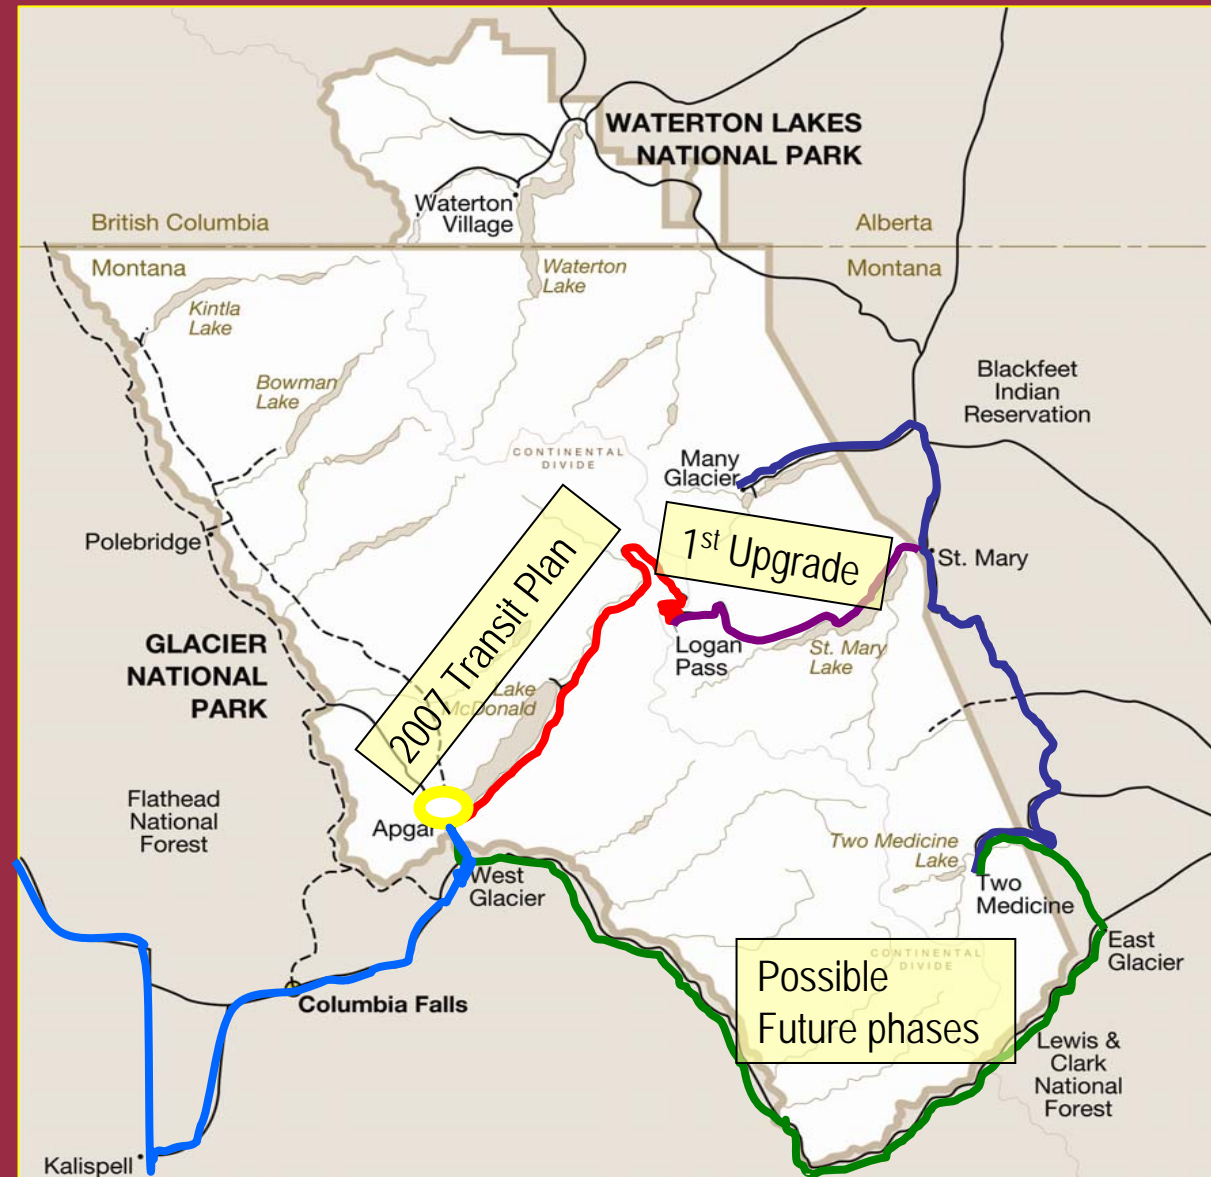 WATERTON LAKES
NATIONAL PARK
Waterton
Village
British Columbia
Alberta
Montana
Montana
Waterton
Lake
Kintla
Lake
Bowman
Lake
Blackfeet
Indian
Reservation
CONTINENTAL
DIVIDE
Many
Glacier
Polebridge
2007 Transit Plan
1st Upgrade
St. Mary
GLACIER
NATIONAL
PARK
Logan
Pass
St. Mary
Lake
Lake
McDonald
Flathead
National
Forest
Apgar
Two Medicine
Lake
West
Glacier
Two
Medicine
East
Glacier
CONTINENTAL
DIVIDE
Possible
Future phases
Columbia Falls
Lewis &
Clark
National
Forest
Kalispell